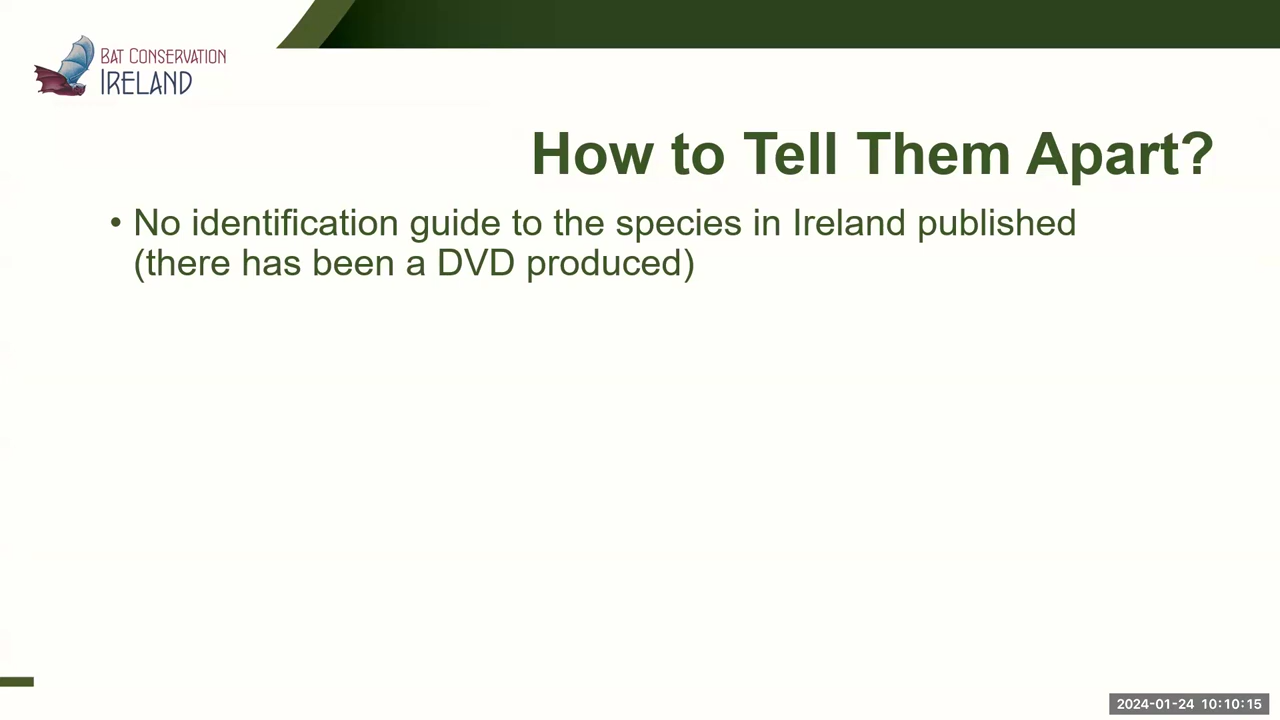 BAT CONSERVATION
IRELAND
How to Tell Them Apart?
• No identification guide to the species in Ireland published
(there has been a DVD produced)
2024-01-24 10:10:15